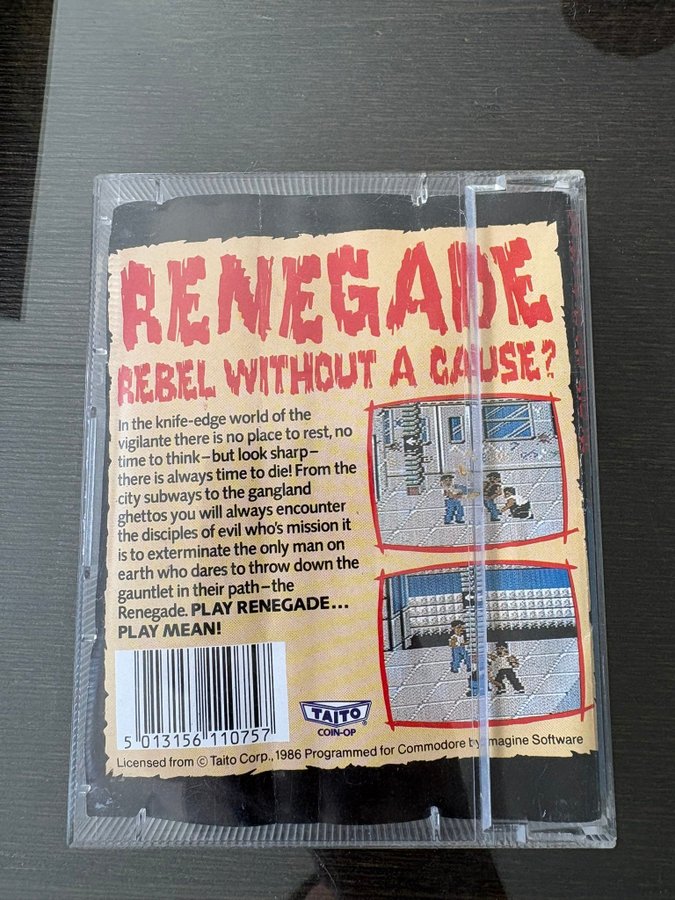 RENEGADE
REBEL WITHOUT A CAUSE?
In the knife-edge world of the
vigilante there is no place to rest, no
time to think – but look sharp –
there is always time to die! From the
city subways to the gangland
ghettos you will always encounter
the disciples of evil who's mission it
is to exterminate the only man on
earth who dares to throw down the
gauntlet in their path – the
Renegade. PLAY RENEGADE...
PLAY MEAN!
5 013156 110757
TAITO
COIN-OP
Licensed from © Taito Corp., 1986 Programmed for Commodore by Imagine Software